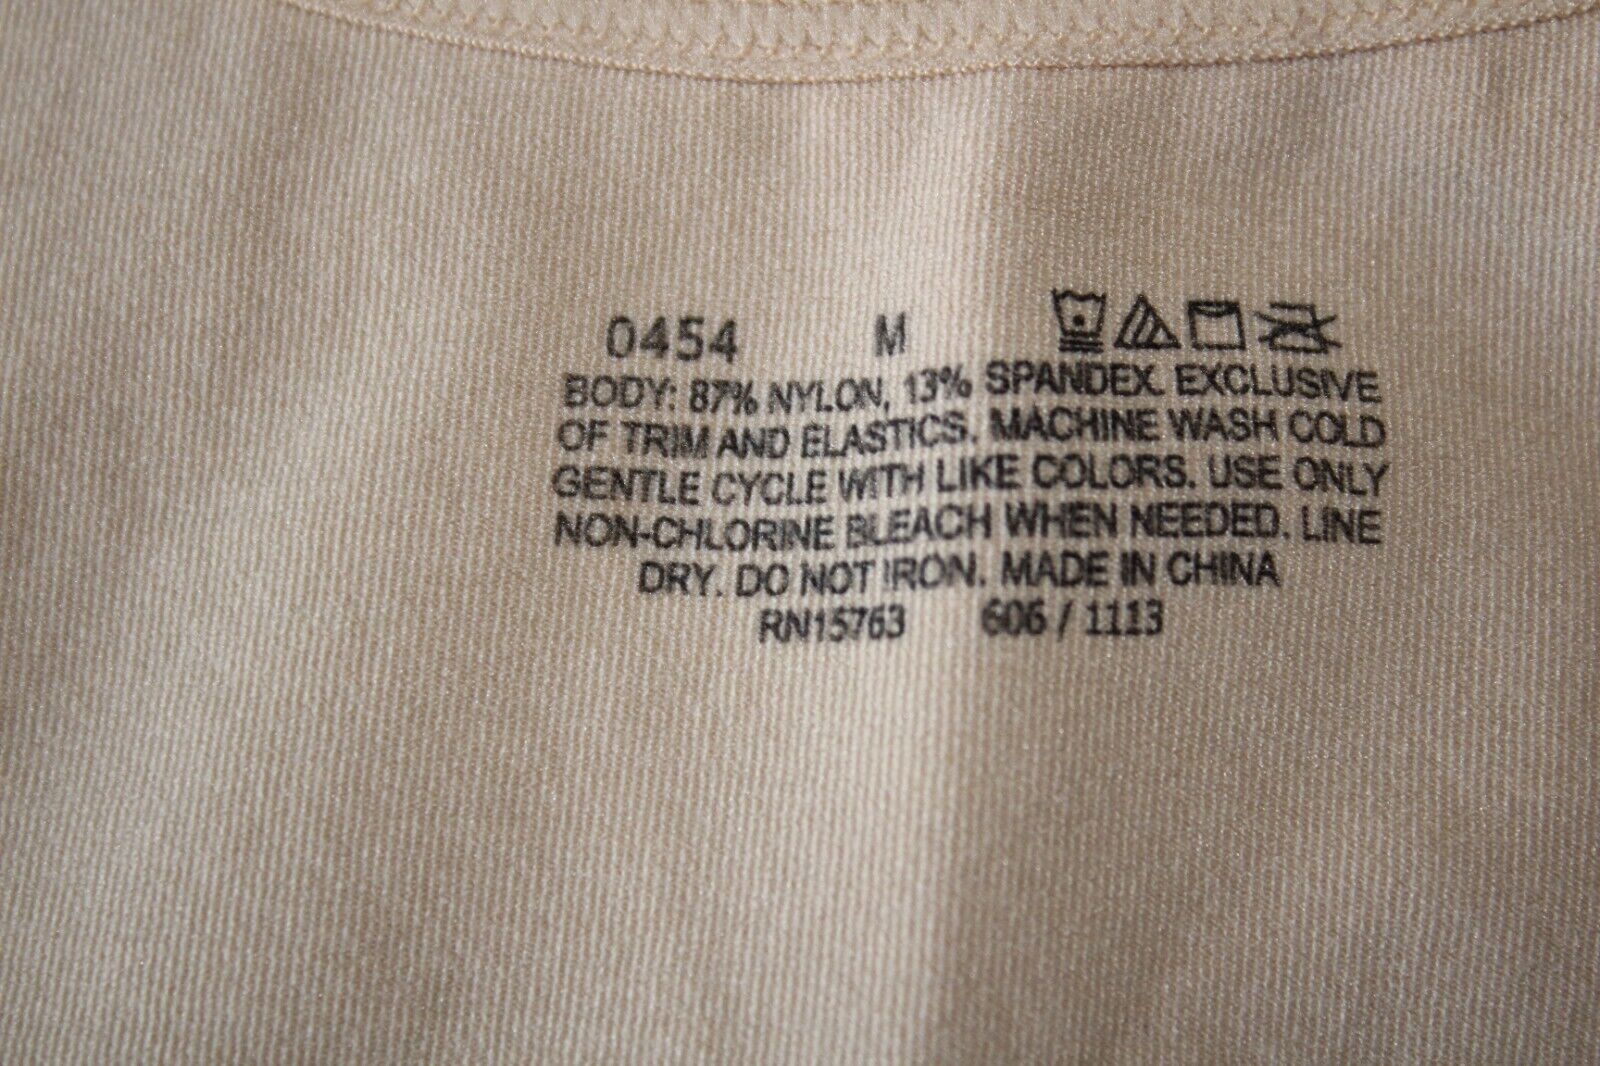 0454 M
BODY: 87% NYLON, 13% SPANDEX. EXCLUSIVE
OF TRIM AND ELASTICS. MACHINE WASH COLD
GENTLE CYCLE WITH LIKE COLORS. USE ONLY
NON-CHLORINE BLEACH WHEN NEEDED. LINE
DRY. DO NOT IRON. MADE IN CHINA
RN15763 606 / 1113